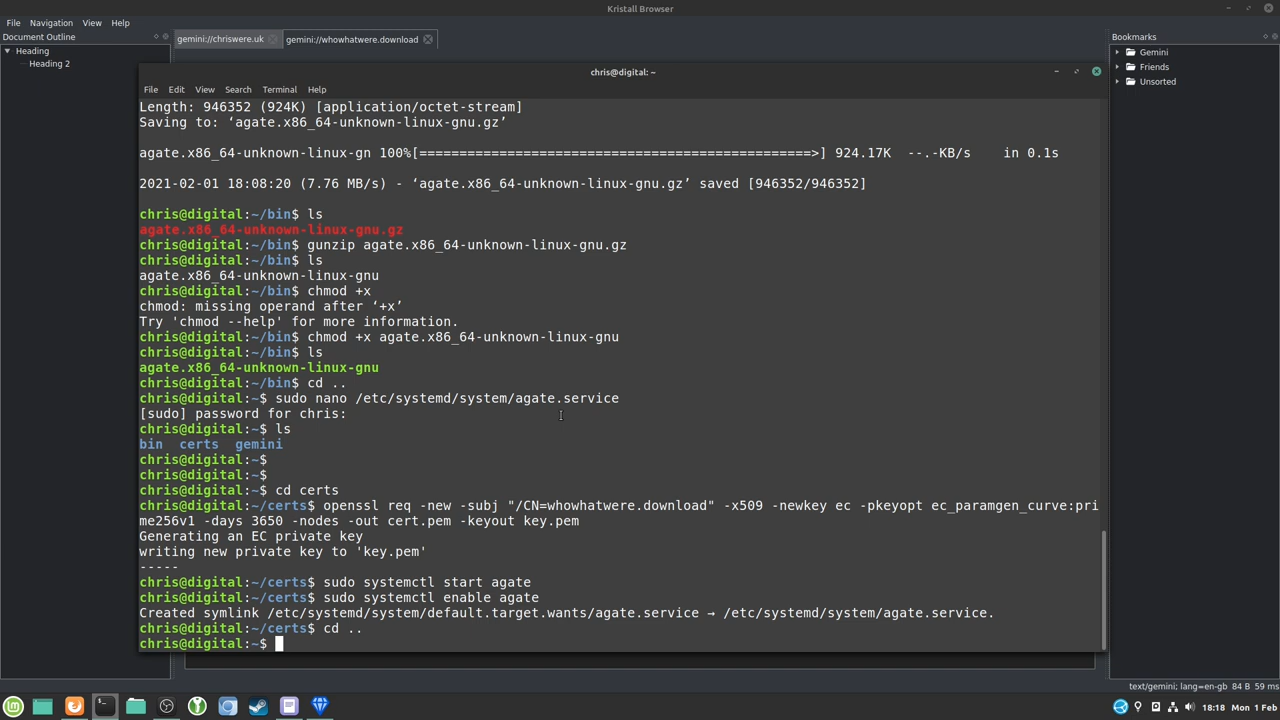 Kristall Browser
File Navigation View Help
Document Outline
gemini://chriswere.uk
gemini://whowhatwere.download
Bookmarks
Heading
Heading 2
Gemini
Friends
Unsorted
chris@digital: ~
File Edit View Search Terminal Help
Length: 946352 (924K) [application/octet-stream]
Saving to: ‘agate.x86_64-unknown-linux-gnu.gz’
agate.x86_64-unknown-linux-gn 100%[=================================================>] 924.17K --.-KB/s in 0.1s
2021-02-01 18:08:20 (7.76 MB/s) - ‘agate.x86_64-unknown-linux-gnu.gz’ saved [946352/946352]
chris@digital:~/bin$ ls
agate.x86_64-unknown-linux-gnu.gz
chris@digital:~/bin$ gunzip agate.x86_64-unknown-linux-gnu.gz
chris@digital:~/bin$ ls
agate.x86_64-unknown-linux-gnu
chris@digital:~/bin$ chmod +x
chmod: missing operand after ‘+x’
Try 'chmod --help' for more information.
chris@digital:~/bin$ chmod +x agate.x86_64-unknown-linux-gnu
chris@digital:~/bin$ ls
agate.x86_64-unknown-linux-gnu
chris@digital:~/bin$ cd ..
chris@digital:~$ sudo nano /etc/systemd/system/agate.service
[sudo] password for chris:
chris@digital:~$ ls
bin certs gemini
chris@digital:~$
chris@digital:~$
chris@digital:~$ cd certs
chris@digital:~/certs$ openssl req -new -subj "/CN=whowhatwere.download" -x509 -newkey ec -pkeyopt ec_paramgen_curve:pri
me256v1 -days 3650 -nodes -out cert.pem -keyout key.pem
Generating an EC private key
writing new private key to 'key.pem'
-----
chris@digital:~/certs$ sudo systemctl start agate
chris@digital:~/certs$ sudo systemctl enable agate
Created symlink /etc/systemd/system/default.target.wants/agate.service → /etc/systemd/system/agate.service.
chris@digital:~/certs$ cd ..
chris@digital:~$
text/gemini; lang=en-gb 84 B 59 ms
18:18 Mon 1 Feb